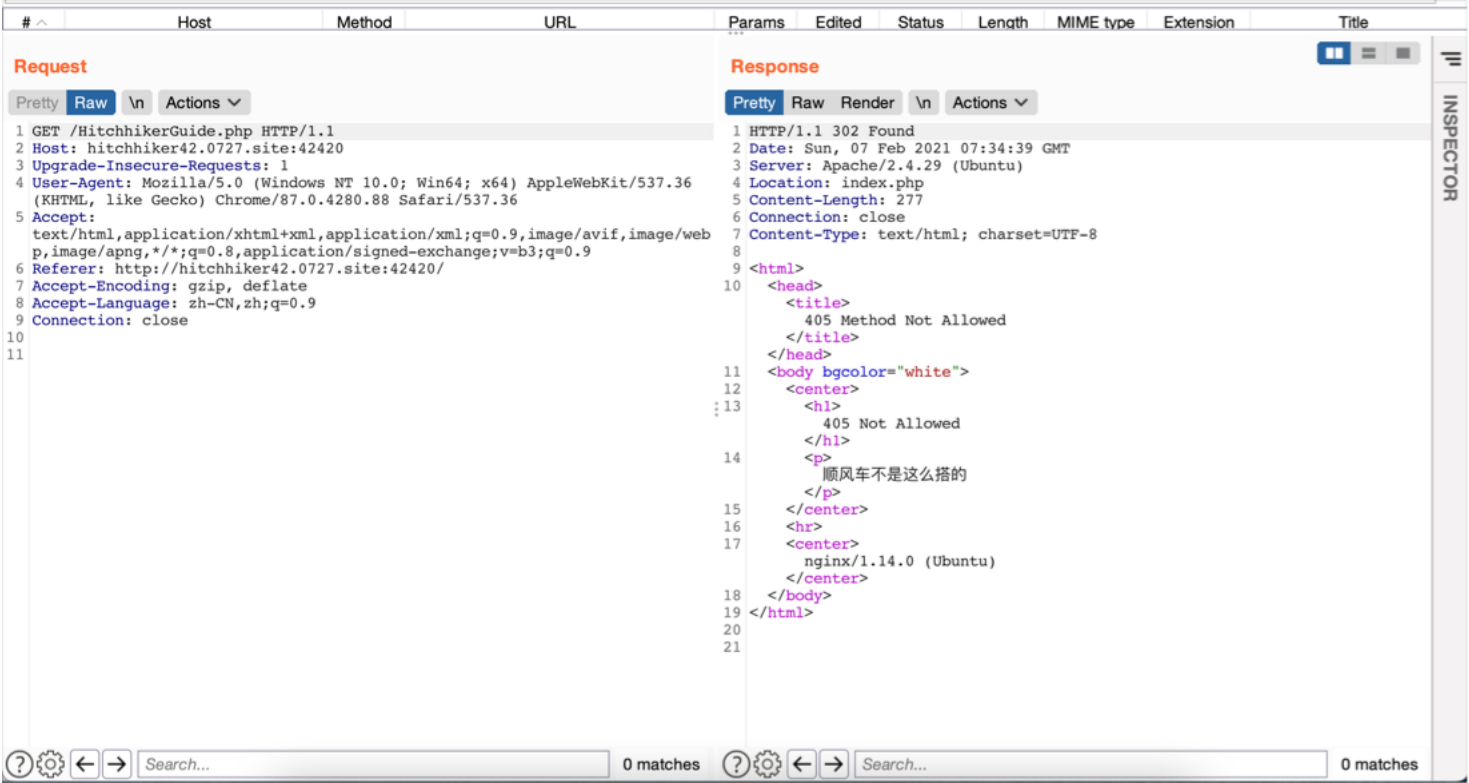 # Host Method URL Params Edited Status Length MIME type Extension Title
Request
Pretty Raw \n Actions
1 GET /HitchhikerGuide.php HTTP/1.1
2 Host: hitchhiker42.0727.site:42420
3 Upgrade-Insecure-Requests: 1
4 User-Agent: Mozilla/5.0 (Windows NT 10.0; Win64; x64) AppleWebKit/537.36
(KHTML, like Gecko) Chrome/87.0.4280.88 Safari/537.36
5 Accept:
text/html,application/xhtml+xml,application/xml;q=0.9,image/avif,image/web
p,image/apng,*/*;q=0.8,application/signed-exchange;v=b3;q=0.9
6 Referer: http://hitchhiker42.0727.site:42420/
7 Accept-Encoding: gzip, deflate
8 Accept-Language: zh-CN,zh;q=0.9
9 Connection: close
10
11
Search...
0 matches
Response
Pretty Raw Render \n Actions
1 HTTP/1.1 302 Found
2 Date: Sun, 07 Feb 2021 07:34:39 GMT
3 Server: Apache/2.4.29 (Ubuntu)
4 Location: index.php
5 Content-Length: 277
6 Connection: close
7 Content-Type: text/html; charset=UTF-8
8
9 <html>
10 <head>
<title>
405 Method Not Allowed
</title>
</head>
11 <body bgcolor="white">
12 <center>
13 <h1>
405 Not Allowed
</h1>
14 <p>
顺风车不是这么搭的
</p>
15 </center>
16 <hr>
17 <center>
nginx/1.14.0 (Ubuntu)
</center>
18 </body>
19 </html>
20
21
Search...
0 matches
INSPECTOR